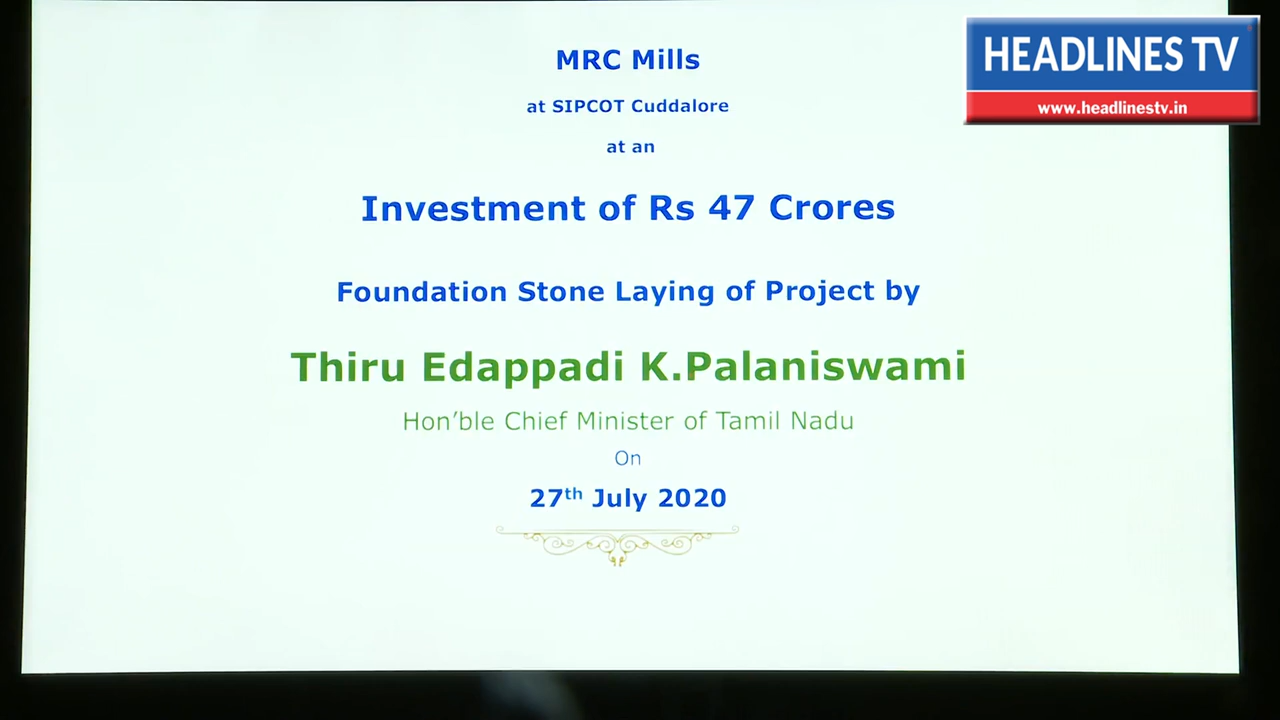 MRC Mills
at SIPCOT Cuddalore
at an
Investment of Rs 47 Crores
Foundation Stone Laying of Project by
Thiru Edappadi K.Palaniswami
Hon'ble Chief Minister of Tamil Nadu
On
27th July 2020
HEADLINES TV
www.headlinestv.in